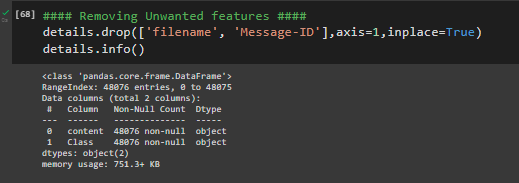 [68] #### Removing Unwanted features ####
details.drop(['filename', 'Message-ID'],axis=1,inplace=True)
details.info()
<class 'pandas.core.frame.DataFrame'>
RangeIndex: 48076 entries, 0 to 48075
Data columns (total 2 columns):
 #   Column   Non-Null Count  Dtype
---  ------   --------------  -----
 0   content  48076 non-null  object
 1   Class    48076 non-null  object
dtypes: object(2)
memory usage: 751.3+ KB